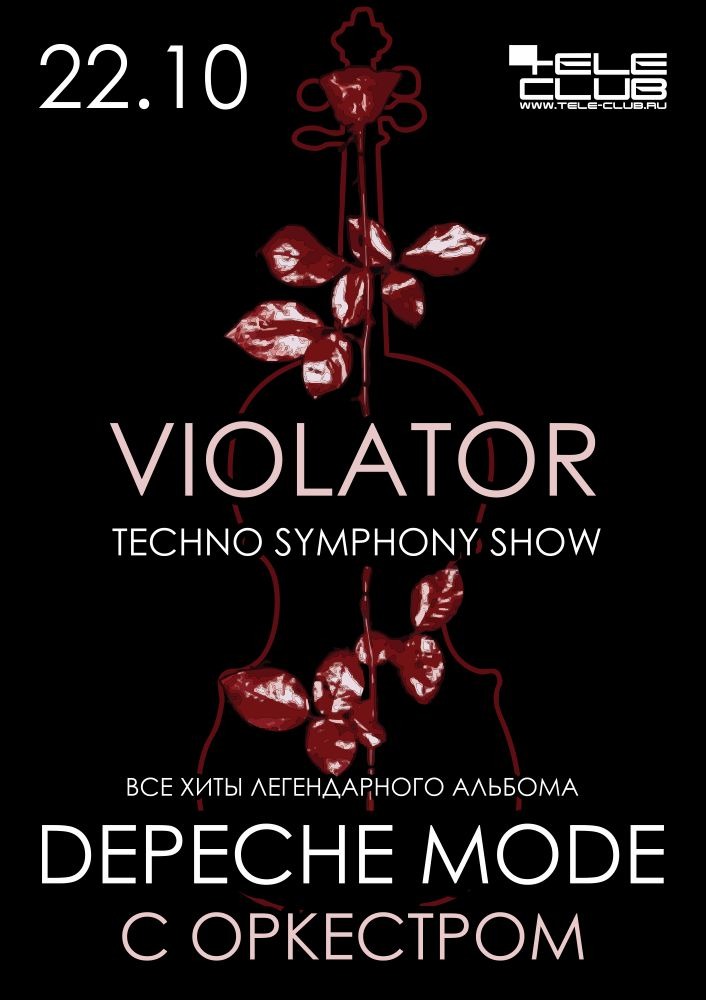 22.10
TELE
CLUB
WWW.TELE-CLUB.RU
VIOLATOR
TECHNO SYMPHONY SHOW
ВСЕ ХИТЫ ЛЕГЕНДАРНОГО АЛЬБОМА
DEPECHE MODE
С ОРКЕСТРОМ